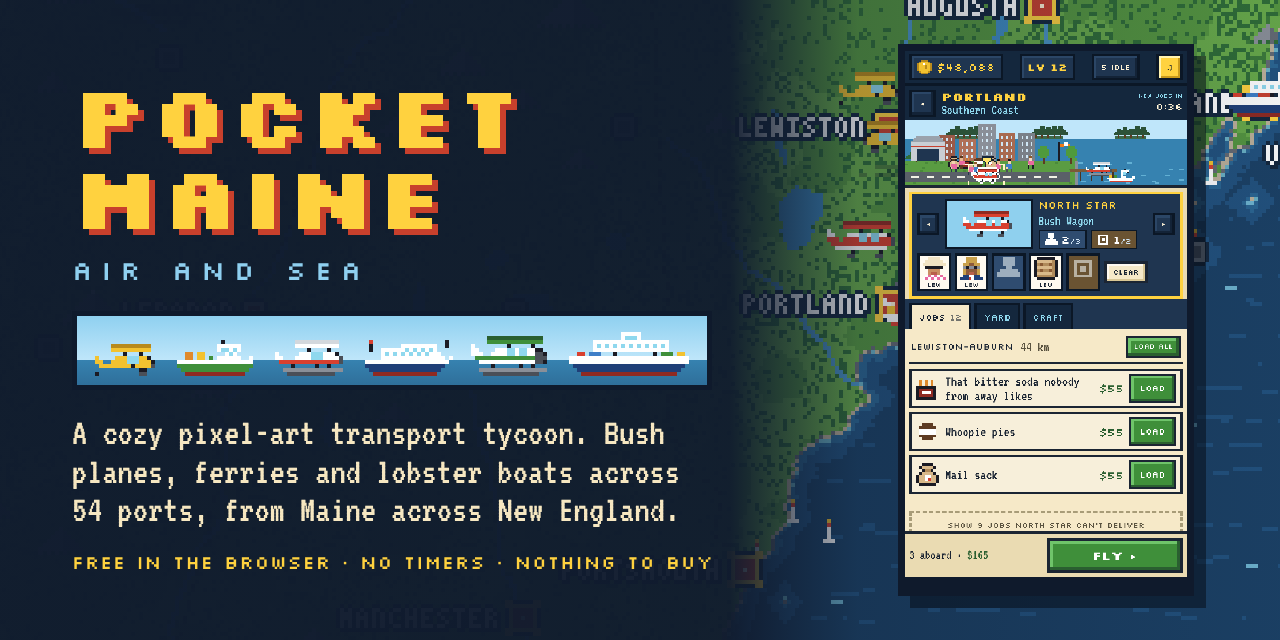 POCKET
MAINE
AIR AND SEA
A cozy pixel-art transport tycoon. Bush
planes, ferries and lobster boats across
54 ports, from Maine across New England.
FREE IN THE BROWSER · NO TIMERS · NOTHING TO BUY
AUGUSTA
LEWISTON
PORTLAND
MANCHESTER
$48,088
LV 12
5 IDLE
PORTLAND
Southern Coast
NEW JOBS IN
0:36
NORTH STAR
Bush Wagon
2/3
1/2
LEW
LEW
LEW
CLEAR
JOBS 12
YARD
CRAFT
LEWISTON-AUBURN 44 km
LOAD ALL
That bitter soda nobody
from away likes
$55
LOAD
Whoopie pies
$55
LOAD
Mail sack
$55
LOAD
SHOW 9 JOBS NORTH STAR CAN'T DELIVER
3 aboard · $165
FLY ▸